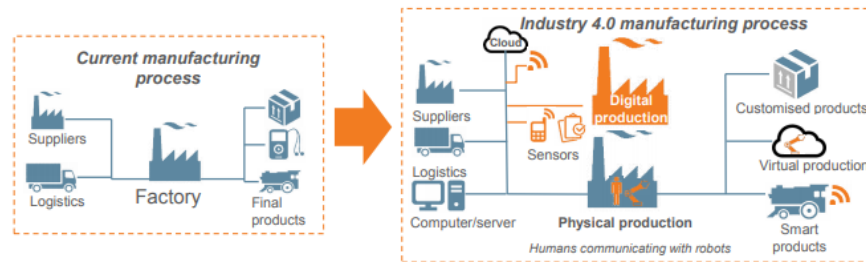 Current manufacturing
process
Suppliers
Logistics
Factory
Final
products
Industry 4.0 manufacturing process
Cloud
Suppliers
Logistics
Computer/server
Sensors
Digital
production
Physical production
Humans communicating with robots
Customised products
Virtual production
Smart
products